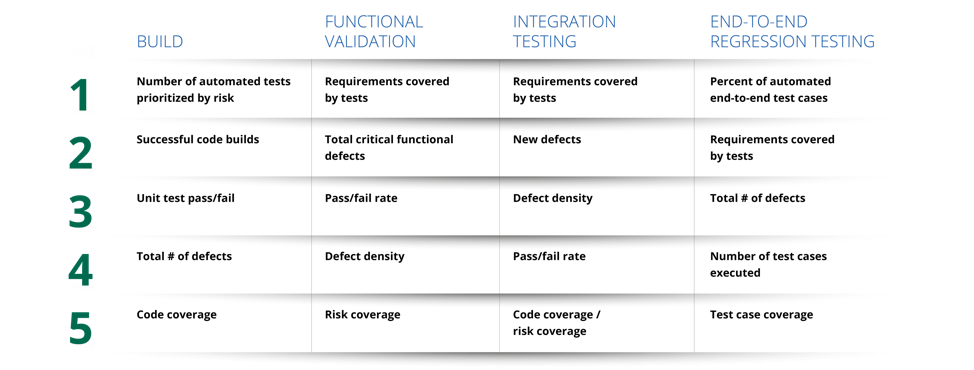 BUILD
FUNCTIONAL
VALIDATION
INTEGRATION
TESTING
END-TO-END
REGRESSION TESTING
1
Number of automated tests
prioritized by risk
Requirements covered
by tests
Requirements covered
by tests
Percent of automated
end-to-end test cases
2
Successful code builds
Total critical functional
defects
New defects
Requirements covered
by tests
3
Unit test pass/fail
Pass/fail rate
Defect density
Total # of defects
4
Total # of defects
Defect density
Pass/fail rate
Number of test cases
executed
5
Code coverage
Risk coverage
Code coverage /
risk coverage
Test case coverage